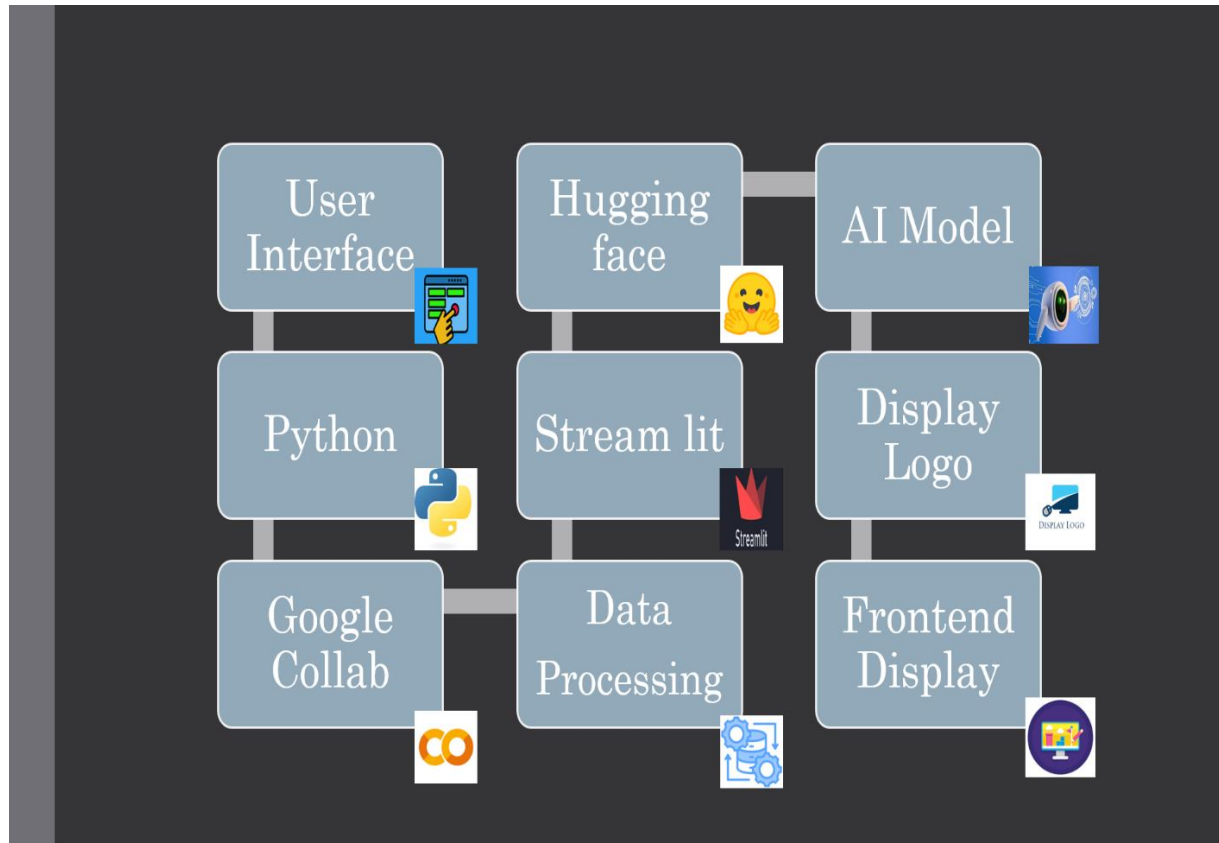 User
Interface
Python
Google
Collab
Data
Processing
Stream lit
Streamlit
Hugging
face
AI Model
Display
Logo
DISPLAY LOGO
Frontend
Display